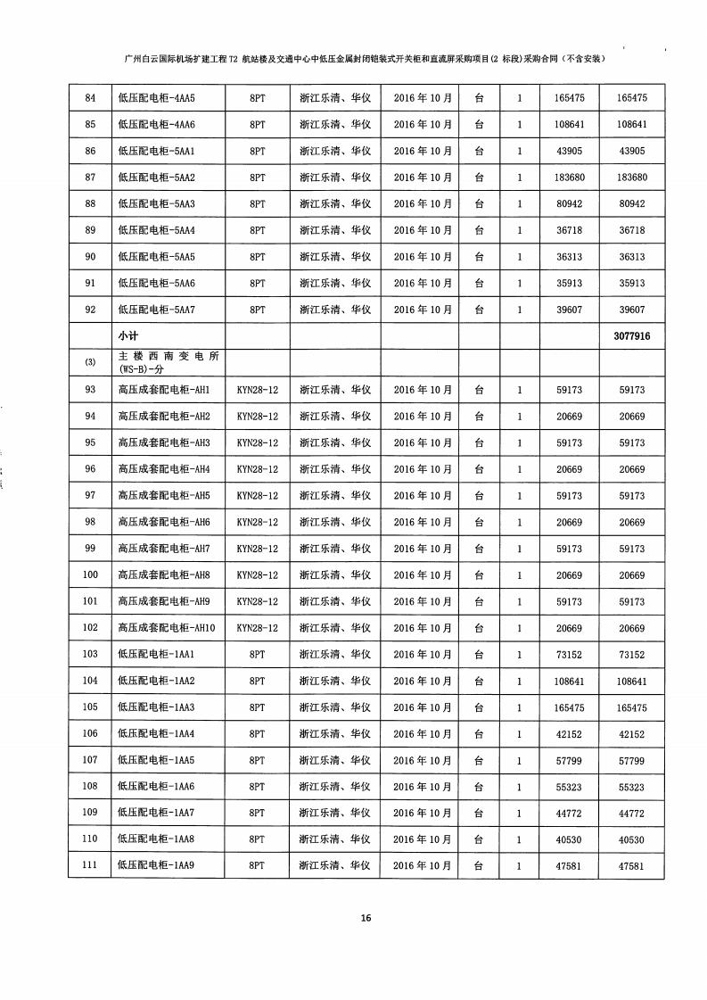 广州白云国际机场扩建工程 T2 航站楼及交通中心中低压金属封闭铠装式开关柜和直流屏采购项目(2 标段)采购合同（不含安装）
84 低压配电柜-4AA5 8PT 浙江乐清、华仪 2016 年 10 月 台 1 165475 165475
85 低压配电柜-4AA6 8PT 浙江乐清、华仪 2016 年 10 月 台 1 108641 108641
86 低压配电柜-5AA1 8PT 浙江乐清、华仪 2016 年 10 月 台 1 43905 43905
87 低压配电柜-5AA2 8PT 浙江乐清、华仪 2016 年 10 月 台 1 183680 183680
88 低压配电柜-5AA3 8PT 浙江乐清、华仪 2016 年 10 月 台 1 80942 80942
89 低压配电柜-5AA4 8PT 浙江乐清、华仪 2016 年 10 月 台 1 36718 36718
90 低压配电柜-5AA5 8PT 浙江乐清、华仪 2016 年 10 月 台 1 36313 36313
91 低压配电柜-5AA6 8PT 浙江乐清、华仪 2016 年 10 月 台 1 35913 35913
92 低压配电柜-5AA7 8PT 浙江乐清、华仪 2016 年 10 月 台 1 39607 39607
小计 3077916
(3) 主楼西南变电所
(WS-B)-分
93 高压成套配电柜-AH1 KYN28-12 浙江乐清、华仪 2016 年 10 月 台 1 59173 59173
94 高压成套配电柜-AH2 KYN28-12 浙江乐清、华仪 2016 年 10 月 台 1 20669 20669
95 高压成套配电柜-AH3 KYN28-12 浙江乐清、华仪 2016 年 10 月 台 1 59173 59173
96 高压成套配电柜-AH4 KYN28-12 浙江乐清、华仪 2016 年 10 月 台 1 20669 20669
97 高压成套配电柜-AH5 KYN28-12 浙江乐清、华仪 2016 年 10 月 台 1 59173 59173
98 高压成套配电柜-AH6 KYN28-12 浙江乐清、华仪 2016 年 10 月 台 1 20669 20669
99 高压成套配电柜-AH7 KYN28-12 浙江乐清、华仪 2016 年 10 月 台 1 59173 59173
100 高压成套配电柜-AH8 KYN28-12 浙江乐清、华仪 2016 年 10 月 台 1 20669 20669
101 高压成套配电柜-AH9 KYN28-12 浙江乐清、华仪 2016 年 10 月 台 1 59173 59173
102 高压成套配电柜-AH10 KYN28-12 浙江乐清、华仪 2016 年 10 月 台 1 20669 20669
103 低压配电柜-1AA1 8PT 浙江乐清、华仪 2016 年 10 月 台 1 73152 73152
104 低压配电柜-1AA2 8PT 浙江乐清、华仪 2016 年 10 月 台 1 108641 108641
105 低压配电柜-1AA3 8PT 浙江乐清、华仪 2016 年 10 月 台 1 165475 165475
106 低压配电柜-1AA4 8PT 浙江乐清、华仪 2016 年 10 月 台 1 42152 42152
107 低压配电柜-1AA5 8PT 浙江乐清、华仪 2016 年 10 月 台 1 57799 57799
108 低压配电柜-1AA6 8PT 浙江乐清、华仪 2016 年 10 月 台 1 55323 55323
109 低压配电柜-1AA7 8PT 浙江乐清、华仪 2016 年 10 月 台 1 44772 44772
110 低压配电柜-1AA8 8PT 浙江乐清、华仪 2016 年 10 月 台 1 40530 40530
111 低压配电柜-1AA9 8PT 浙江乐清、华仪 2016 年 10 月 台 1 47581 47581
16